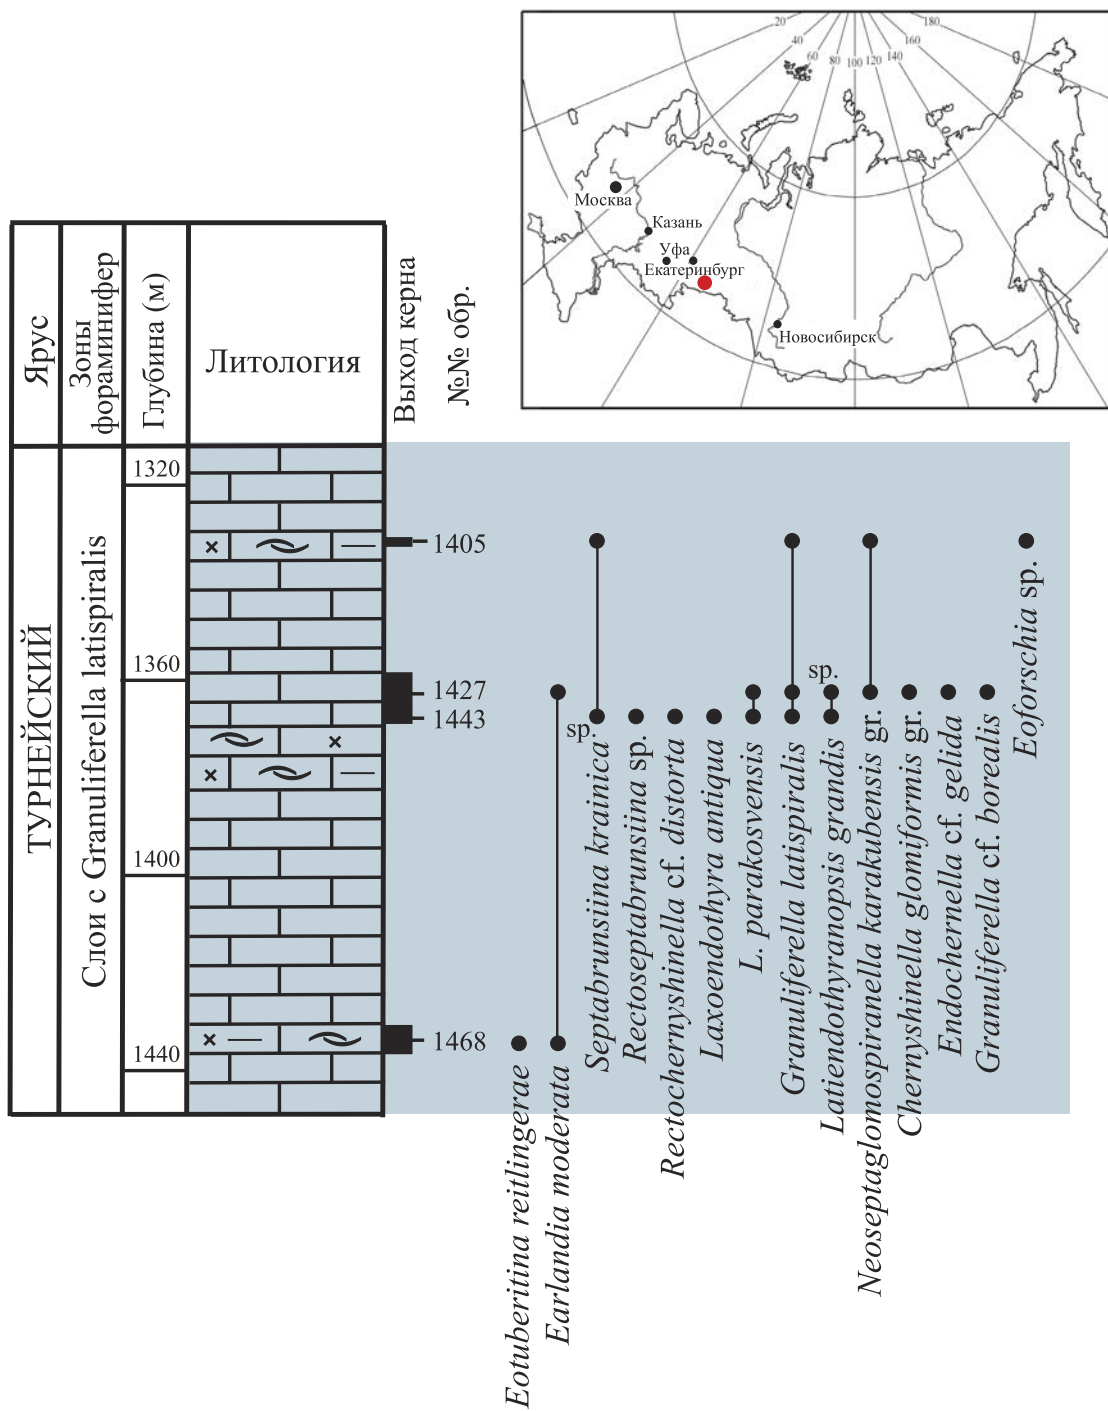 20
40
60
80
100
120
140
160
180
Москва
Казань
Уфа
Екатеринбург
Новосибирск
Ярус
Зоны
фораминифер
Глубина (м)
Литология
Выход керна
№№ обр.
ТУРНЕЙСКИЙ
Слои с Granuliferella latispiralis
1320
1360
1400
1440
1405
1427
1443
1468
sp.
sp.
Eotuberitina reitlingerae
Earlandia moderata
Septabrunsiina krainica
Rectoseptabrunsiina sp.
Rectochernyshinella cf. distorta
Laxoendothyra antiqua
L. parakosvensis
Granuliferella latispiralis
Latiendothyranopsis grandis
Neoseptaglomospiranella karakubensis gr.
Chernyshinella glomiformis gr.
Endochernella cf. gelida
Granuliferella cf. borealis
Eoforschia sp.